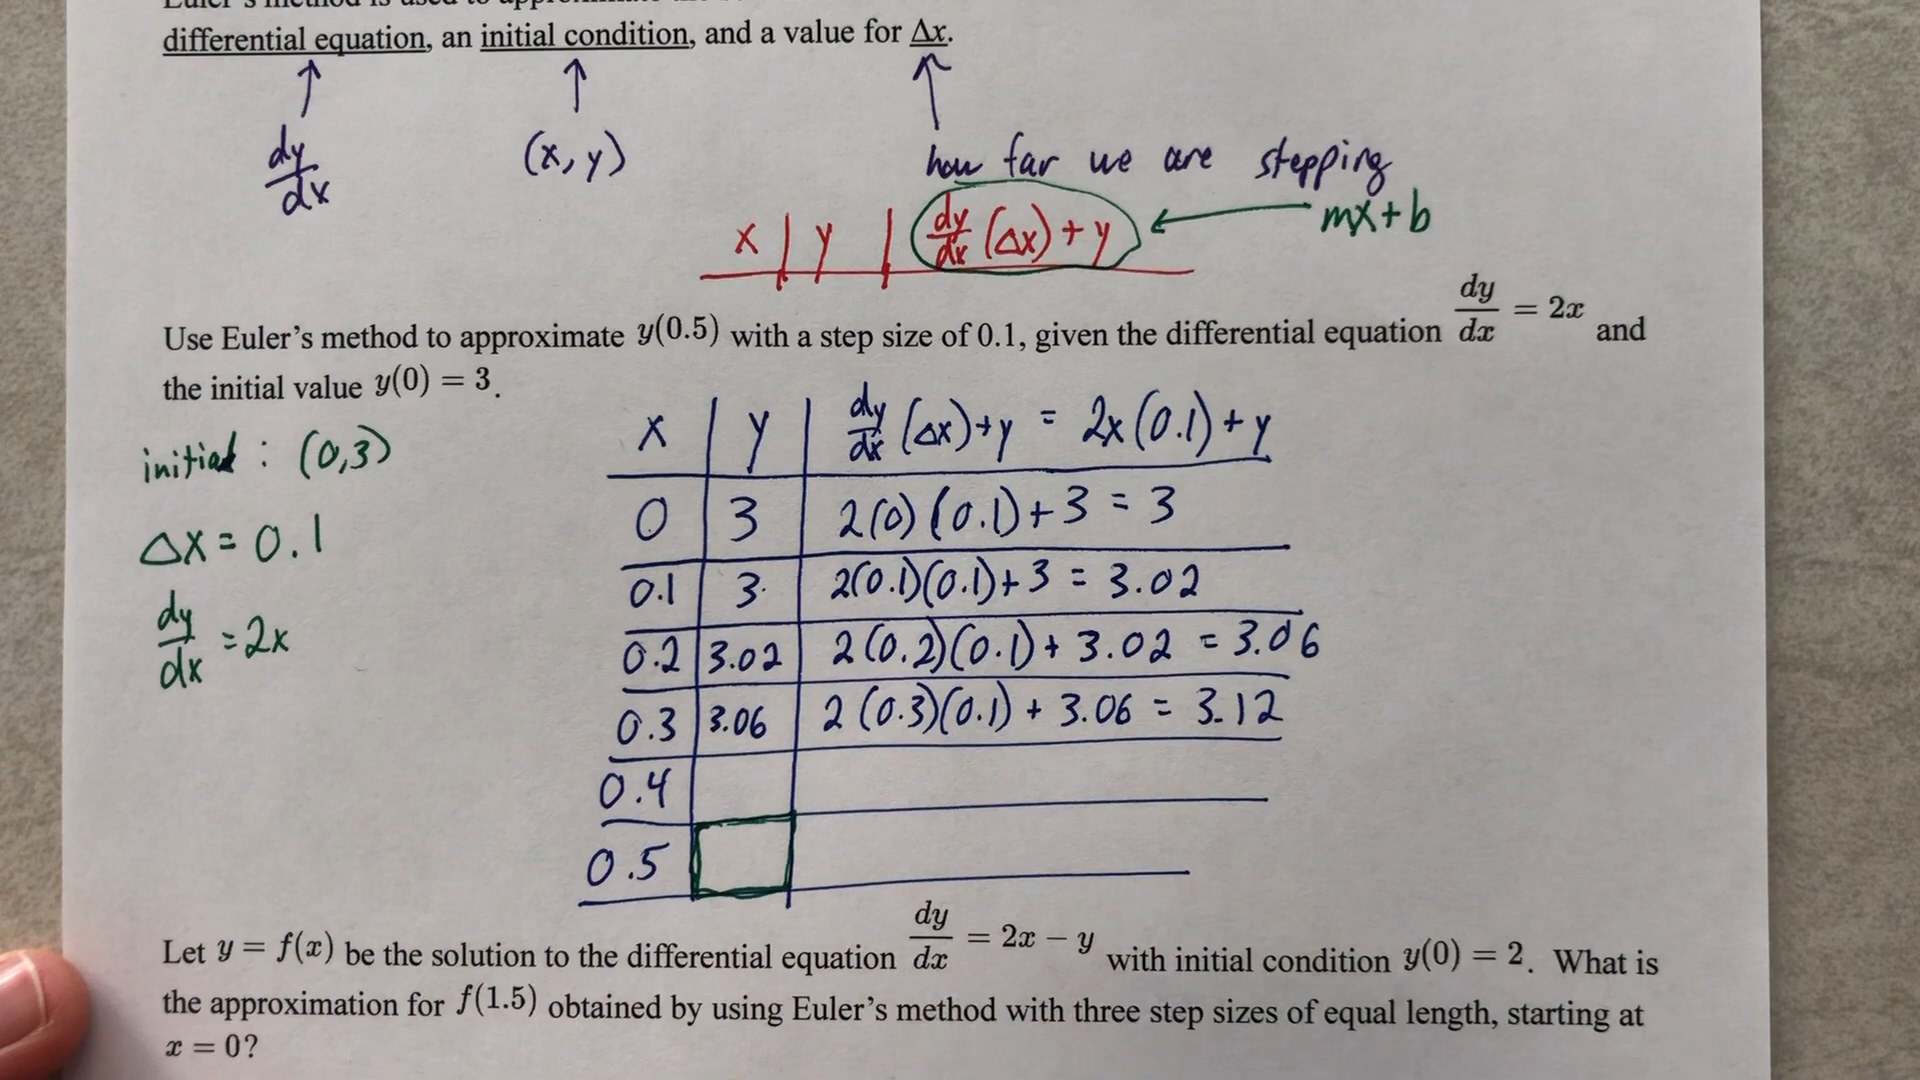 differential equation, an initial condition, and a value for Δx.
dy/dx (x, y) how far we are stepping
x | y | dy/dx (Δx) + y mx + b
Use Euler's method to approximate y(0.5) with a step size of 0.1, given the differential equation dy/dx = 2x and
the initial value y(0) = 3.
initial : (0,3)
Δx = 0.1
dy/dx = 2x
x | y | dy/dx (Δx)+y = 2x(0.1)+y
0 | 3 | 2(0)(0.1)+3 = 3
0.1 | 3 | 2(0.1)(0.1)+3 = 3.02
0.2 | 3.02 | 2(0.2)(0.1)+3.02 = 3.06
0.3 | 3.06 | 2(0.3)(0.1)+3.06 = 3.12
0.4
0.5
Let y = f(x) be the solution to the differential equation dy/dx = 2x − y with initial condition y(0) = 2. What is
the approximation for f(1.5) obtained by using Euler's method with three step sizes of equal length, starting at
x = 0?